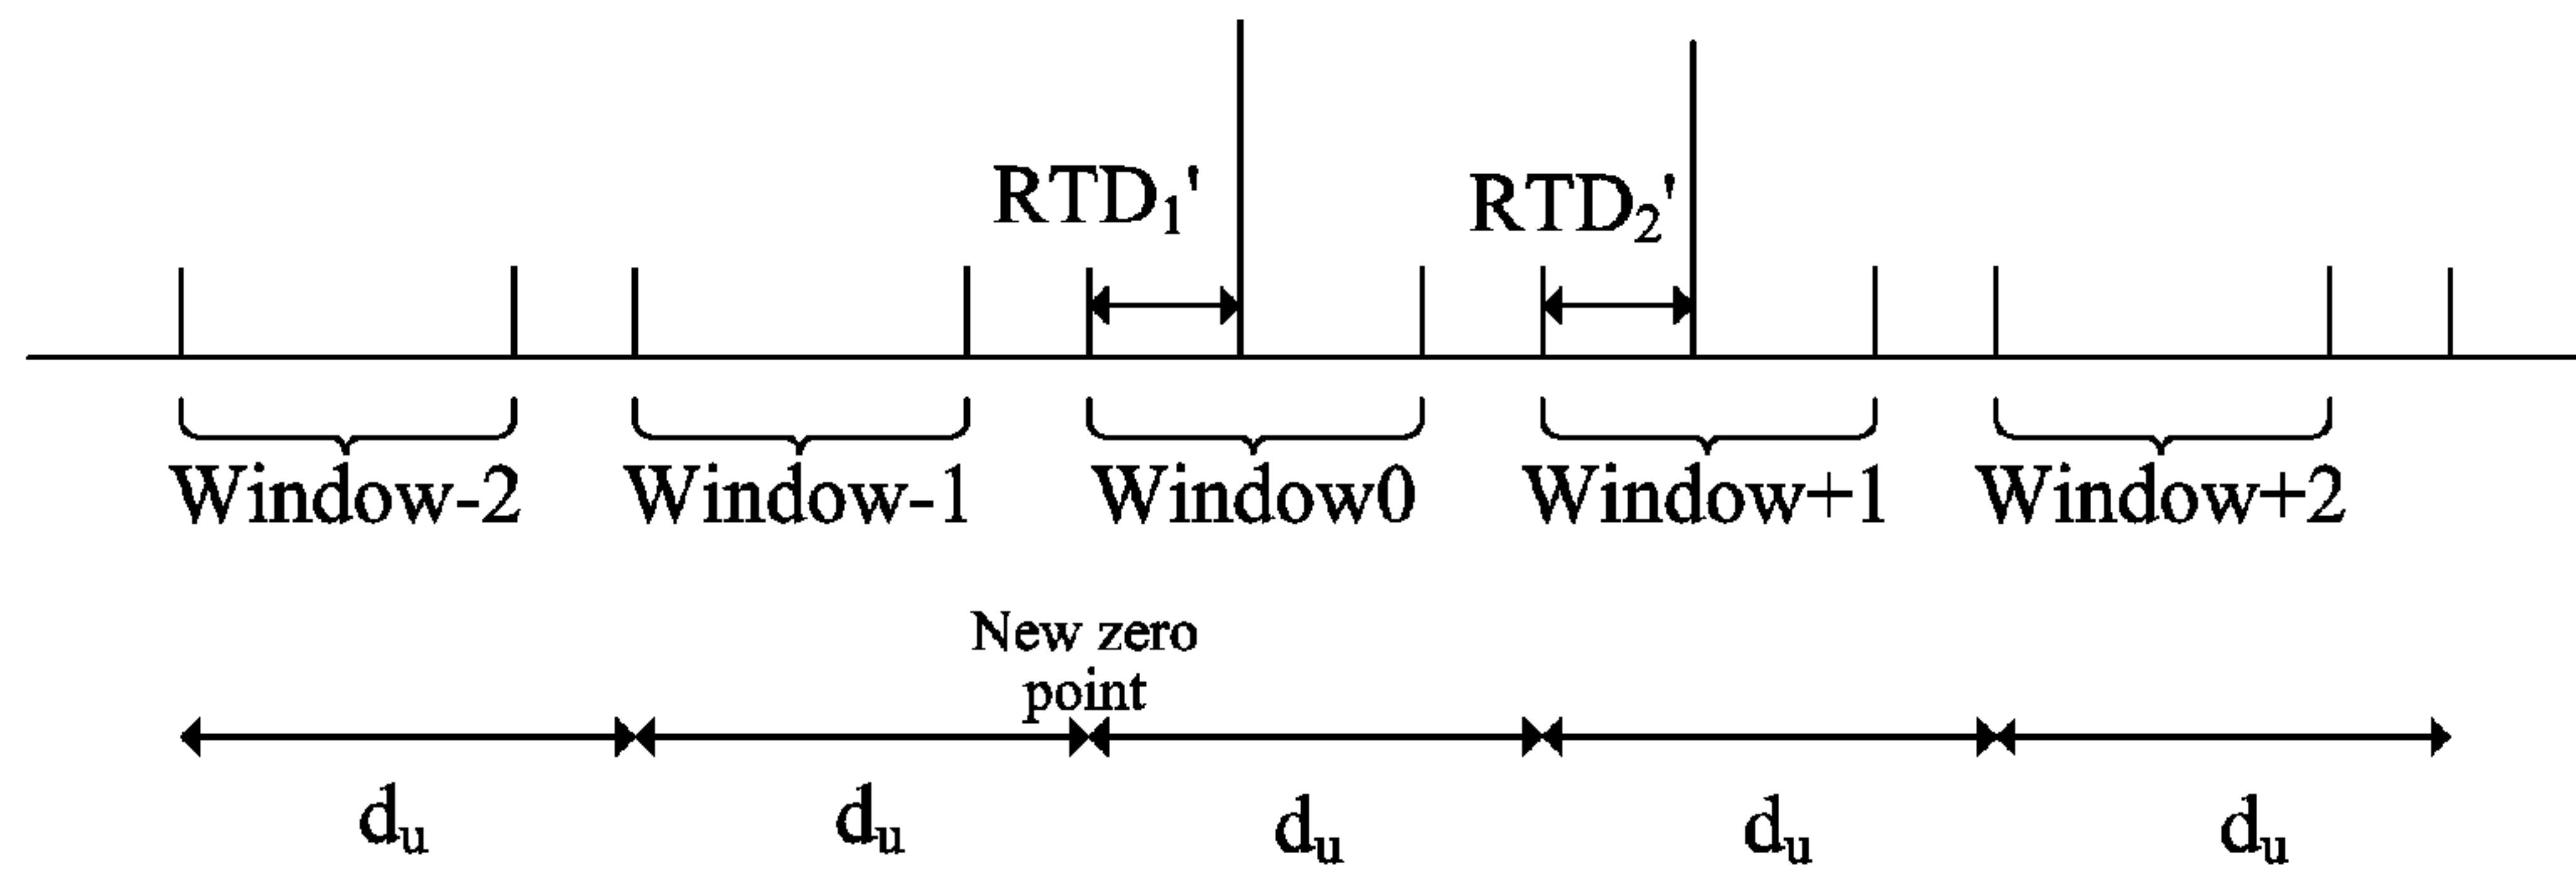 RTD₁'
RTD₂'
Window-2 Window-1 Window0 Window+1 Window+2
New zero
point
dᵤ dᵤ dᵤ dᵤ dᵤ